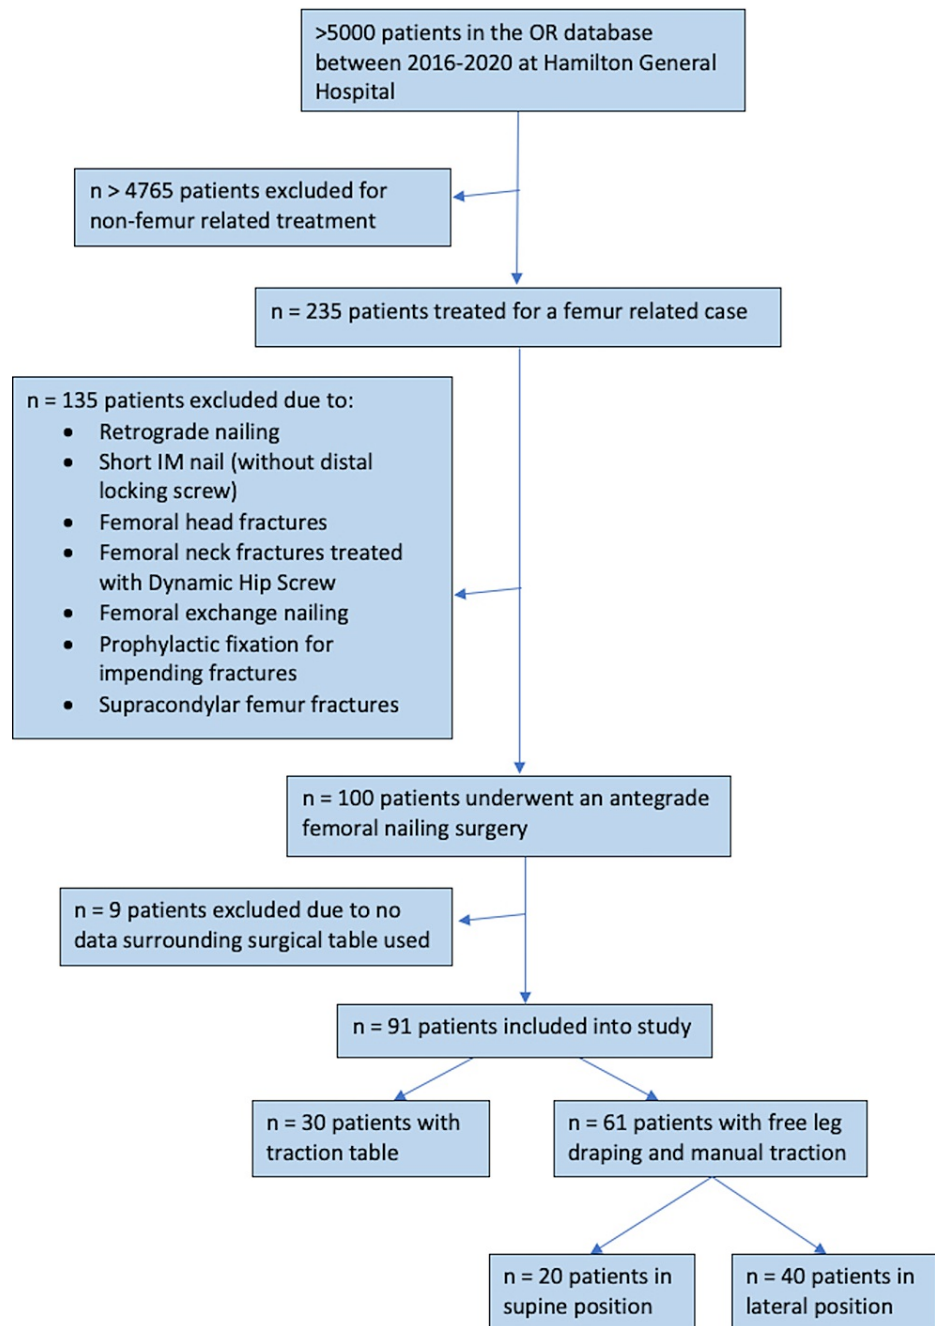 >5000 patients in the OR database
between 2016-2020 at Hamilton General
Hospital
n > 4765 patients excluded for
non-femur related treatment
n = 235 patients treated for a femur related case
n = 135 patients excluded due to:
• Retrograde nailing
• Short IM nail (without distal
locking screw)
• Femoral head fractures
• Femoral neck fractures treated
with Dynamic Hip Screw
• Femoral exchange nailing
• Prophylactic fixation for
impending fractures
• Supracondylar femur fractures
n = 100 patients underwent an antegrade
femoral nailing surgery
n = 9 patients excluded due to no
data surrounding surgical table used
n = 91 patients included into study
n = 30 patients with
traction table
n = 61 patients with free leg
draping and manual traction
n = 20 patients in
supine position
n = 40 patients in
lateral position